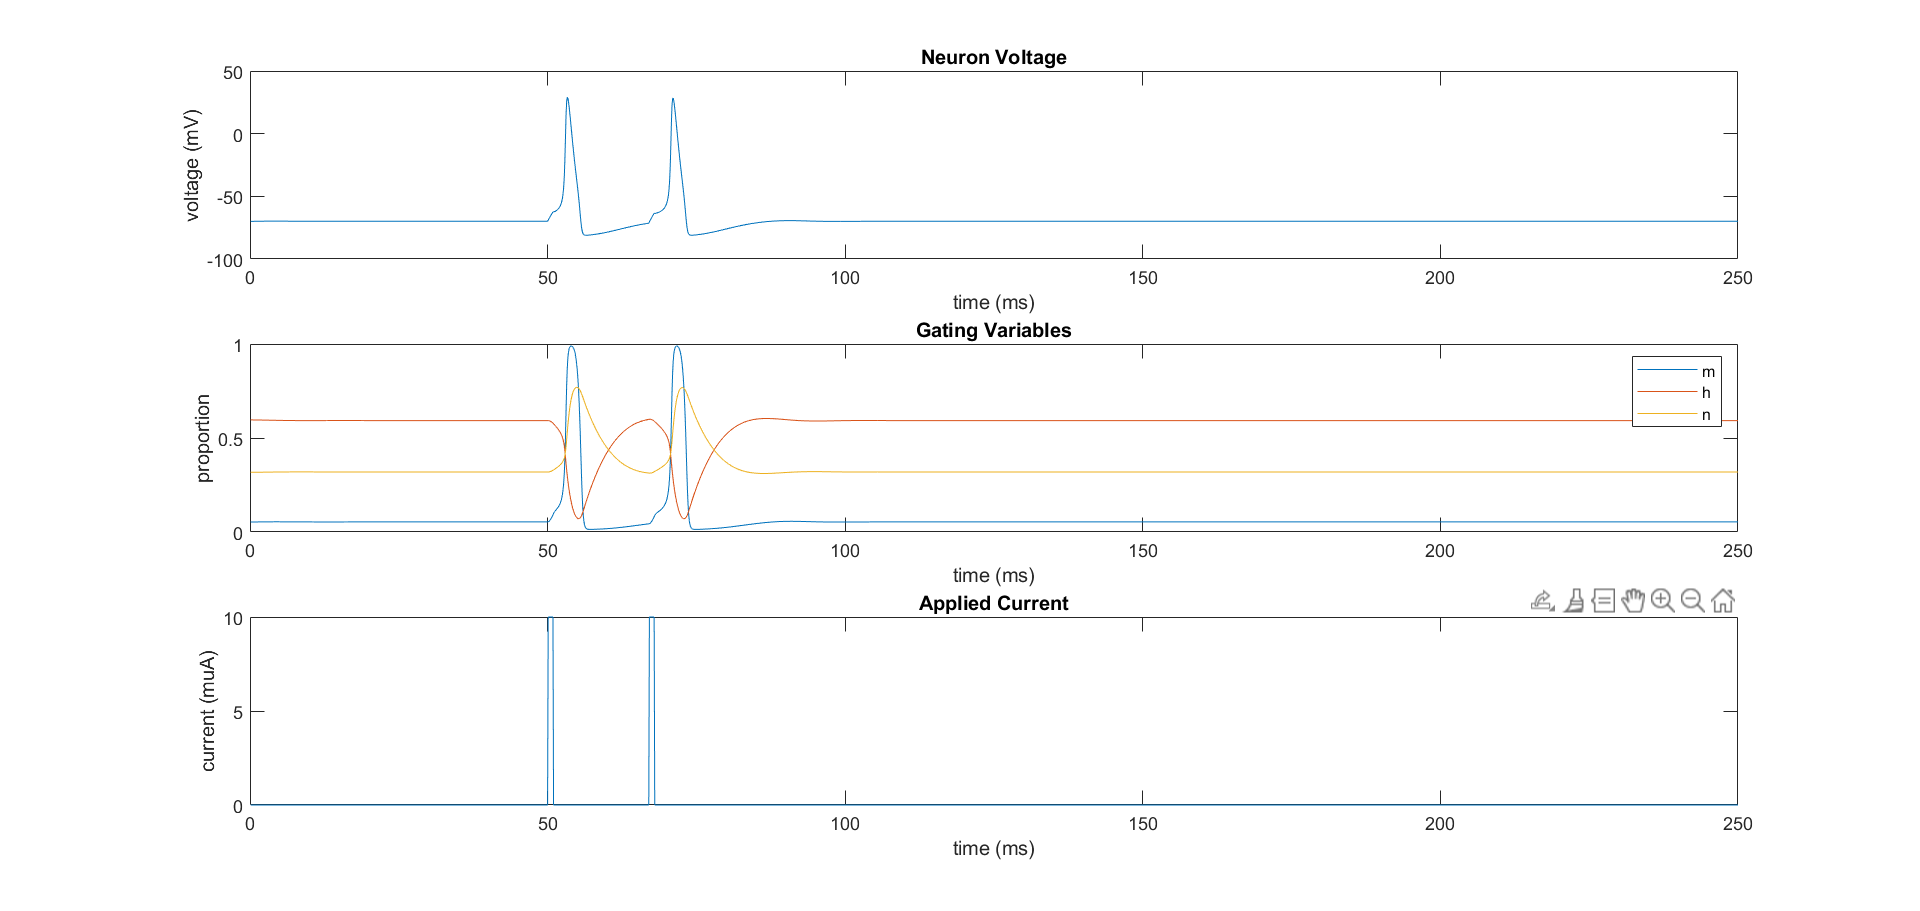 Neuron Voltage
50
0
-50
-100
voltage (mV)
0 50 100 150 200 250
time (ms)
Gating Variables
1
0.5
0
proportion
m
h
n
0 50 100 150 200 250
time (ms)
Applied Current
10
5
0
current (muA)
0 50 100 150 200 250
time (ms)